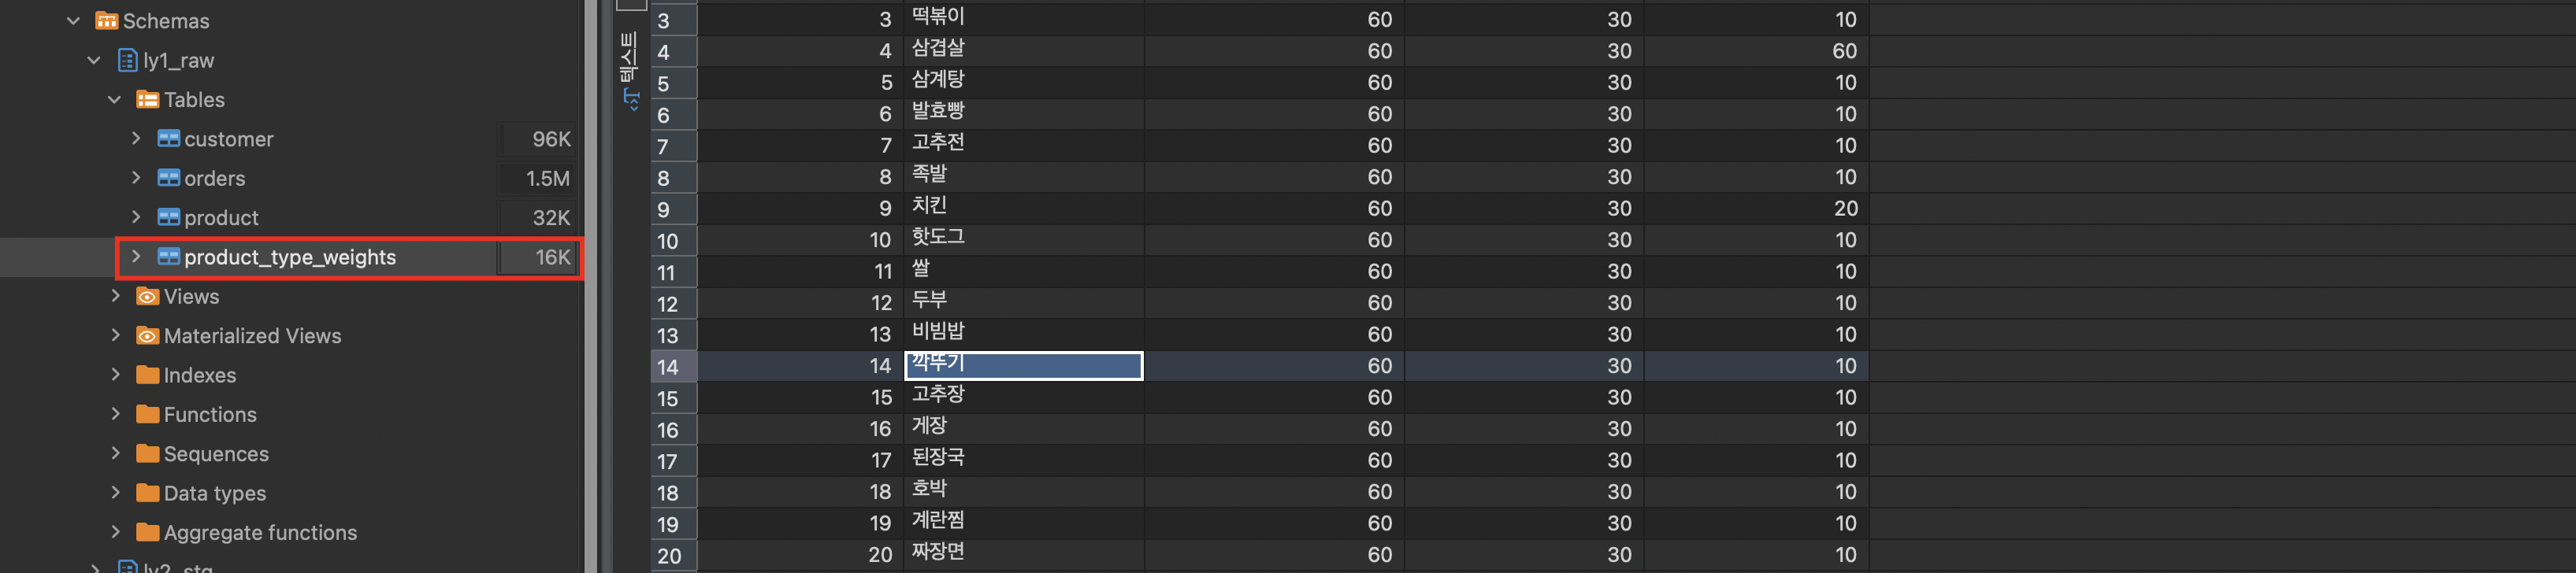 Schemas
ly1_raw
Tables
customer 96K
orders 1.5M
product 32K
product_type_weights 16K
Views
Materialized Views
Indexes
Functions
Sequences
Data types
Aggregate functions
ly2_stg
텍스트
3 3 떡볶이 60 30 10
4 4 삼겹살 60 30 60
5 5 삼계탕 60 30 10
6 6 발효빵 60 30 10
7 7 고추전 60 30 10
8 8 족발 60 30 10
9 9 치킨 60 30 20
10 10 핫도그 60 30 10
11 11 쌀 60 30 10
12 12 두부 60 30 10
13 13 비빔밥 60 30 10
14 14 깍뚜기 60 30 10
15 15 고추장 60 30 10
16 16 게장 60 30 10
17 17 된장국 60 30 10
18 18 호박 60 30 10
19 19 계란찜 60 30 10
20 20 짜장면 60 30 10